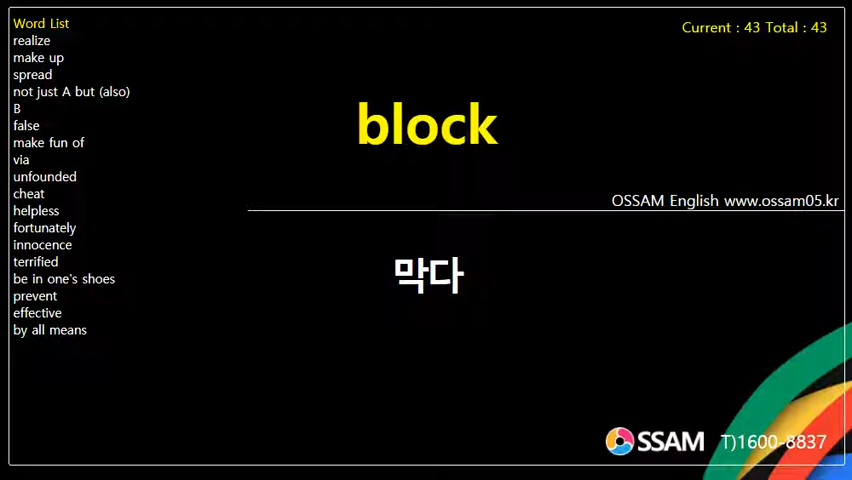 Word List
realize
make up
spread
not just A but (also)
B
false
make fun of
via
unfounded
cheat
helpless
fortunately
innocence
terrified
be in one's shoes
prevent
effective
by all means
Current : 43 Total : 43
block
OSSAM English www.ossam05.kr
막다
OSSAM T)1600-8837